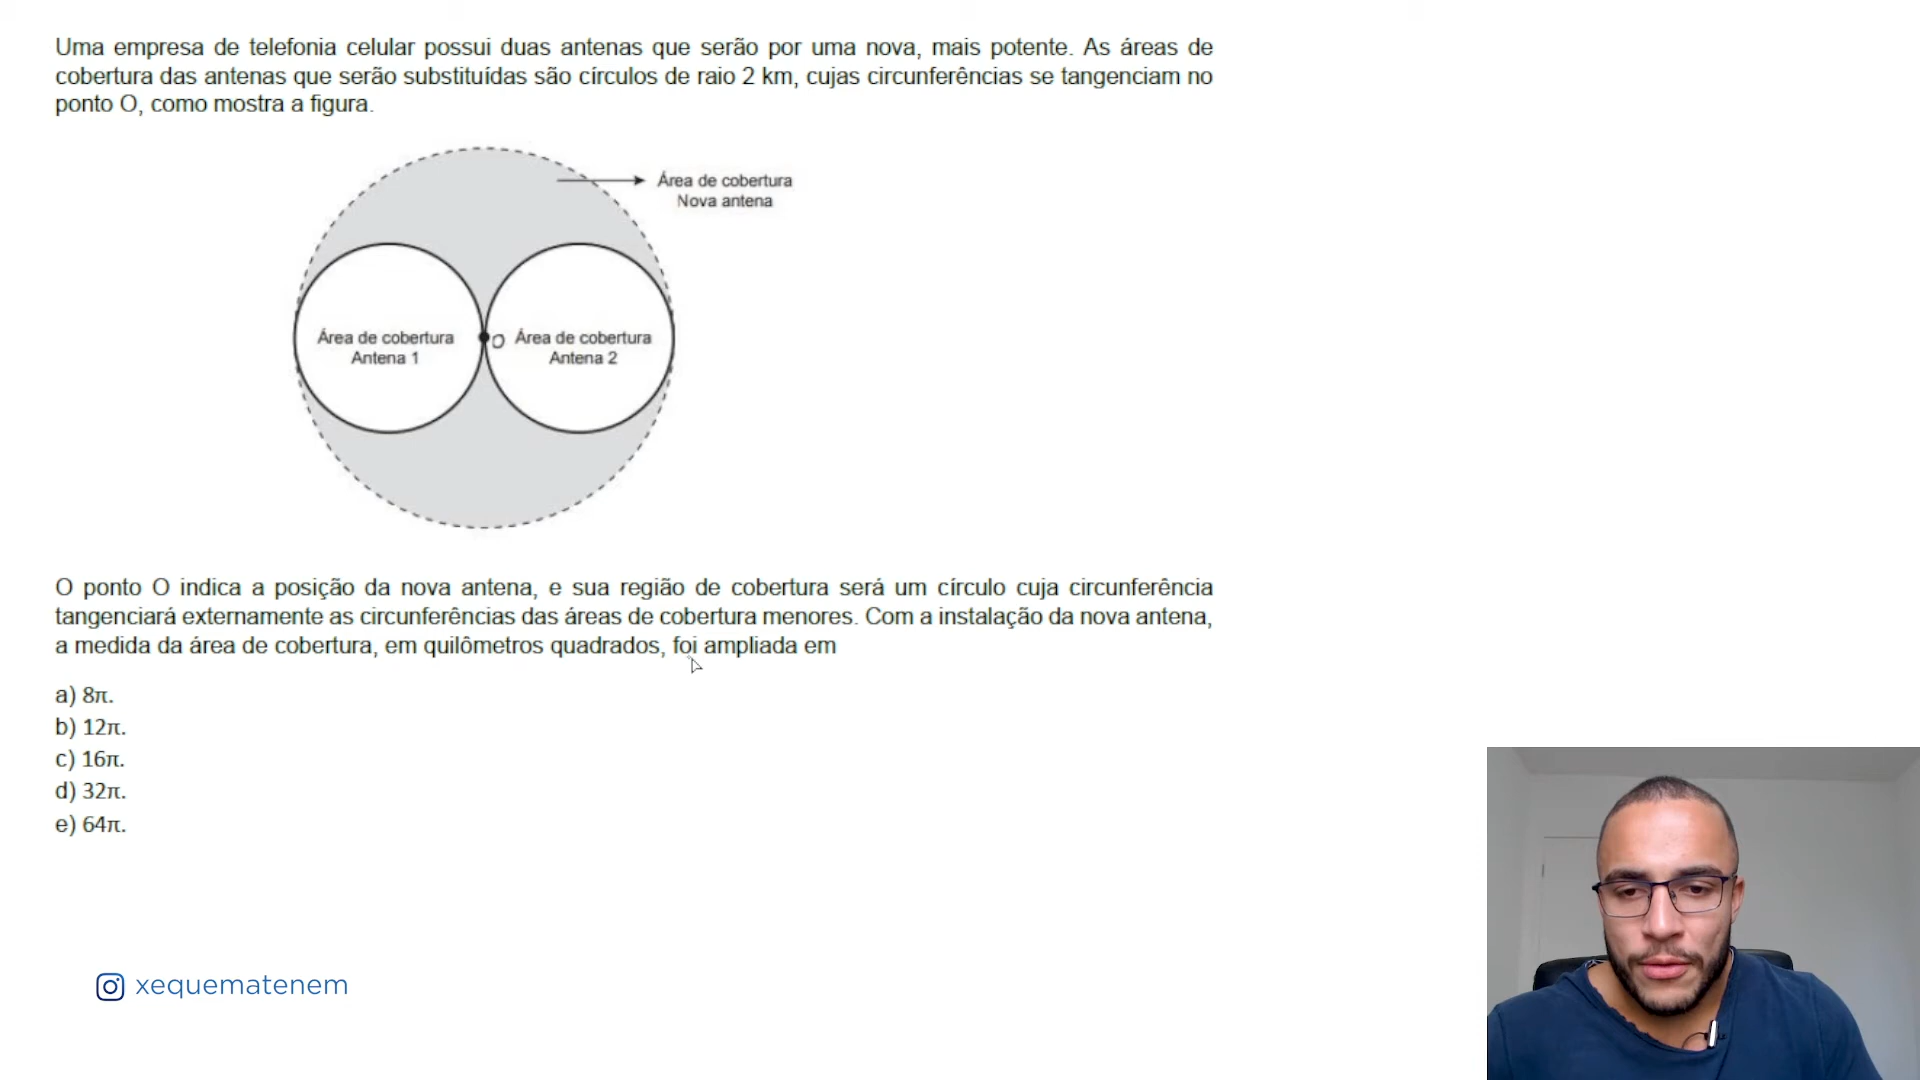 Uma empresa de telefonia celular possui duas antenas que serão por uma nova, mais potente. As áreas de
cobertura das antenas que serão substituídas são círculos de raio 2 km, cujas circunferências se tangenciam no
ponto O, como mostra a figura.
Área de cobertura
Nova antena
Área de cobertura
Antena 1
O
Área de cobertura
Antena 2
O ponto O indica a posição da nova antena, e sua região de cobertura será um círculo cuja circunferência
tangenciará externamente as circunferências das áreas de cobertura menores. Com a instalação da nova antena,
a medida da área de cobertura, em quilômetros quadrados, foi ampliada em
a) 8π.
b) 12π.
c) 16π.
d) 32π.
e) 64π.
xequematenem